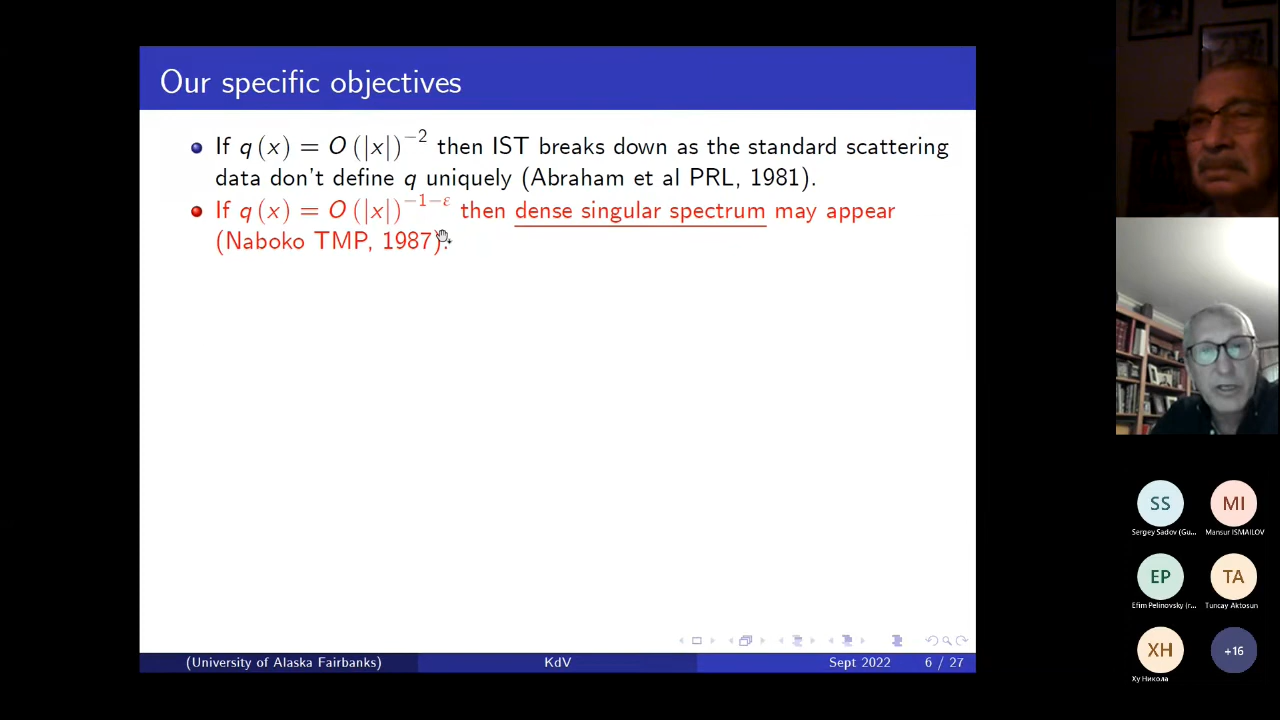 Our specific objectives
If q (x) = O (|x|)^{−2} then IST breaks down as the standard scattering
data don't define q uniquely (Abraham et al PRL, 1981).
If q (x) = O (|x|)^{−1−ε} then dense singular spectrum may appear
(Naboko TMP, 1987).
(University of Alaska Fairbanks)
KdV
Sept 2022
6 / 27
SS
MI
Sergey Sadov (Gu...
Mansur ISMAILOV
EP
TA
Efim Pelinovsky (r...
Tuncay Aktosun
XH
+16
Ху Никола